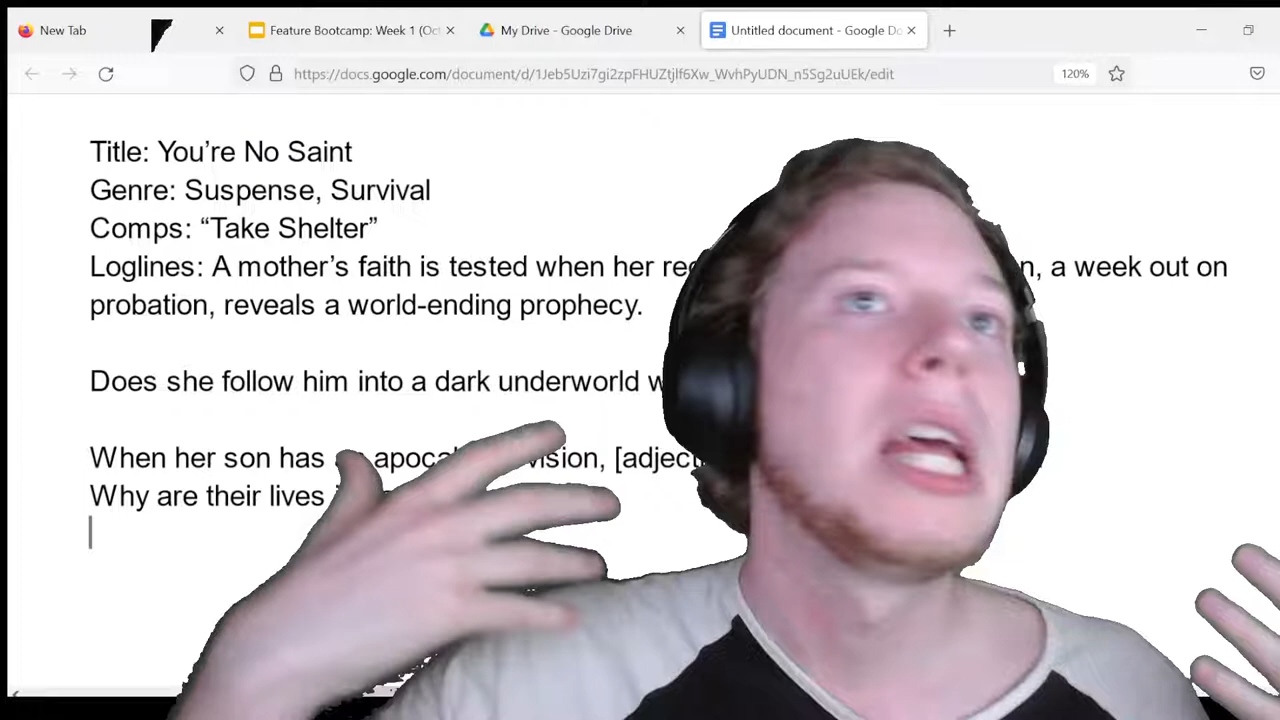 New Tab
Feature Bootcamp: Week 1 (Oct
My Drive - Google Drive
Untitled document - Google Do
https://docs.google.com/document/d/1Jeb5Uzi7gi2zpFHUZtjlf6Xw_WvhPyUDN_n5Sg2uUEk/edit
120%
Title: You’re No Saint
Genre: Suspense, Survival
Comps: “Take Shelter”
Loglines: A mother’s faith is tested when her a week out on
probation, reveals a world-ending prophecy.
Does she follow him into a dark underworld
When her son has
Why are their lives